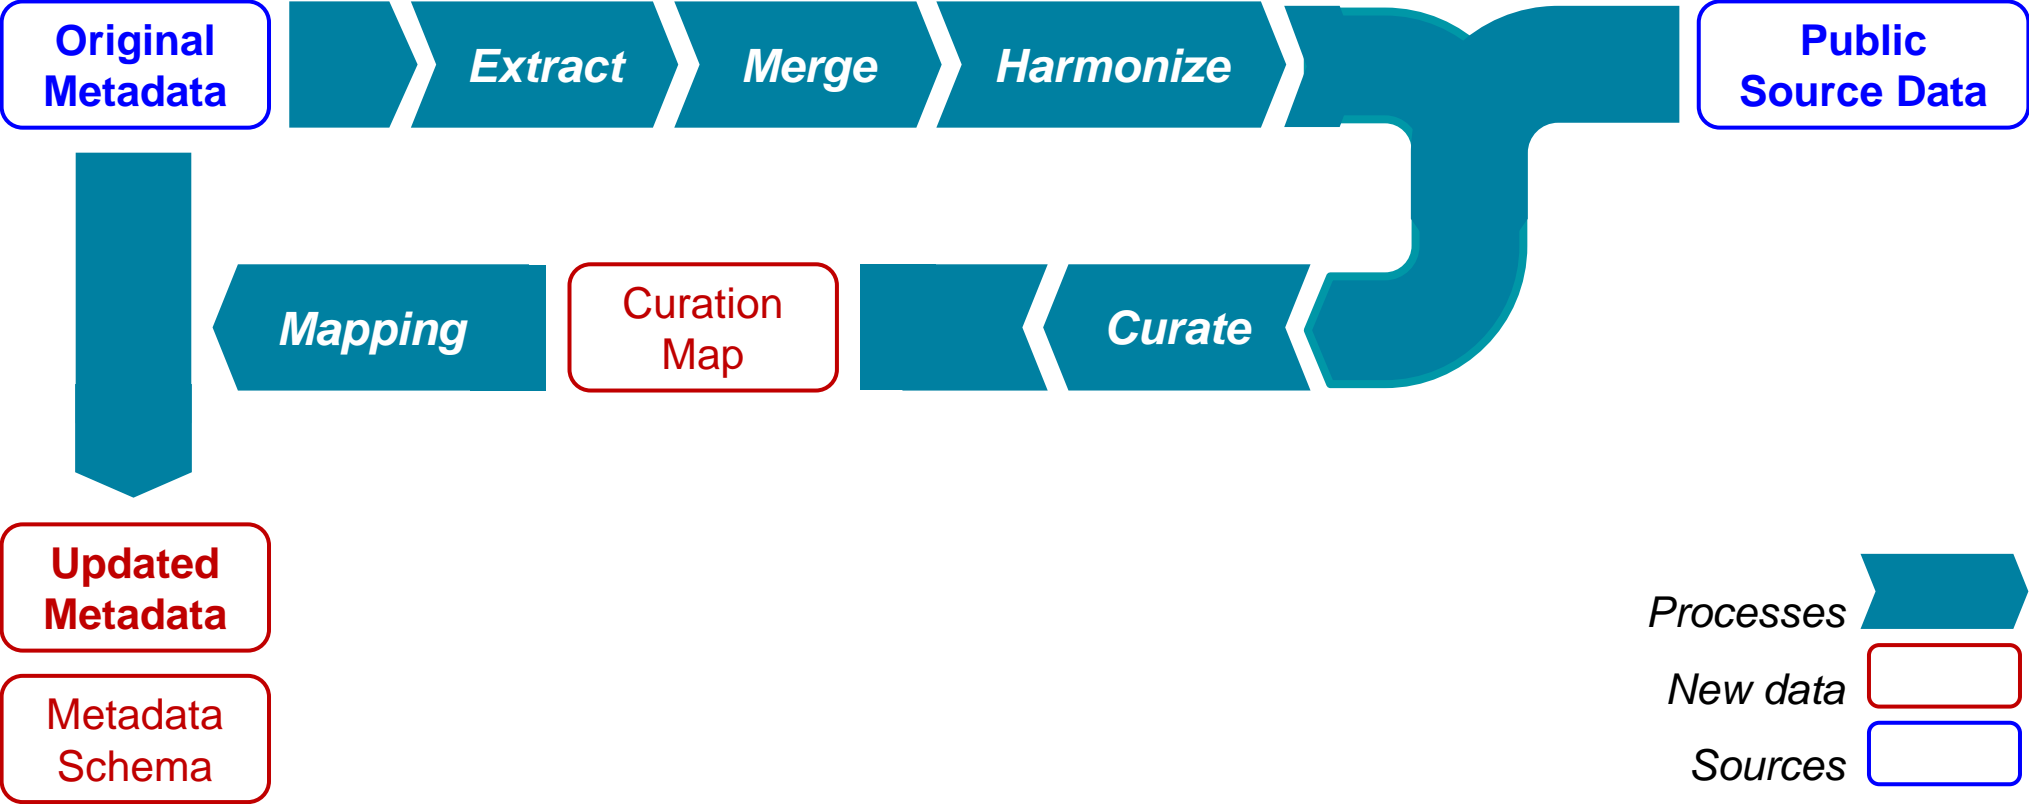 Original
Metadata
Extract
Merge
Harmonize
Public
Source Data
Mapping
Curation
Map
Curate
Updated
Metadata
Metadata
Schema
Processes
New data
Sources